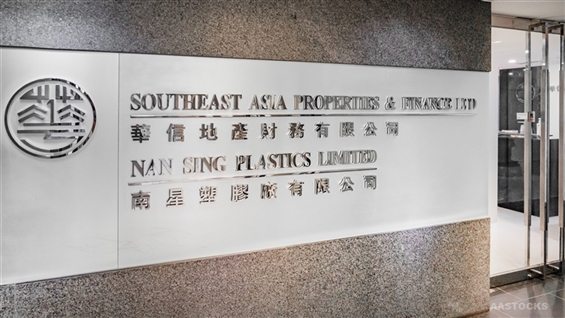 SOUTHEAST ASIA PROPERTIES & FINANCE LTD
華信地產財務有限公司
NAN SING PLASTICS LIMITED
南星塑膠廠有限公司
AASTOCKS